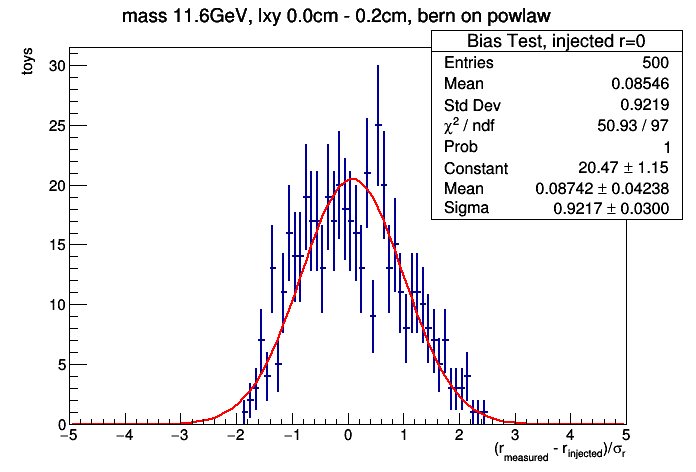 mass 11.6GeV, lxy 0.0cm - 0.2cm, bern on powlaw
toys
Bias Test, injected r=0
Entries 500
Mean 0.08546
Std Dev 0.9219
χ² / ndf 50.93 / 97
Prob 1
Constant 20.47 ± 1.15
Mean 0.08742 ± 0.04238
Sigma 0.9217 ± 0.0300
30
25
20
15
10
5
0
−5 −4 −3 −2 −1 0 1 2 3 4 5
(r_measured - r_injected)/σ_r